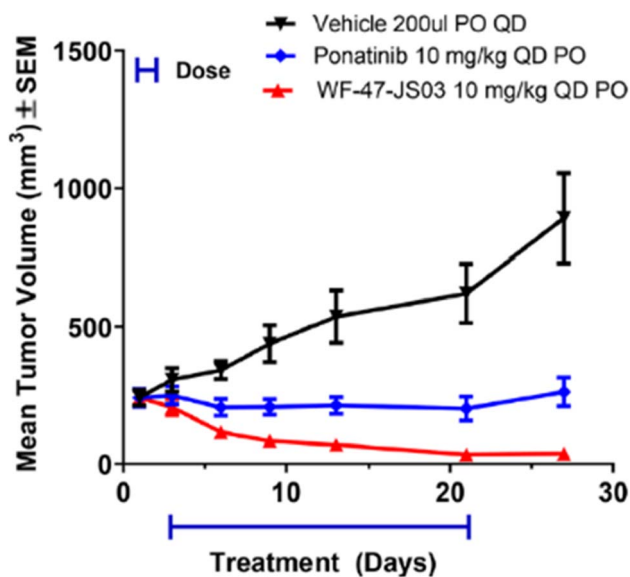 Vehicle 200ul PO QD
Ponatinib 10 mg/kg QD PO
WF-47-JS03 10 mg/kg QD PO
Dose
Mean Tumor Volume (mm³) ± SEM
1500
1000
500
0
0 10 20 30
Treatment (Days)